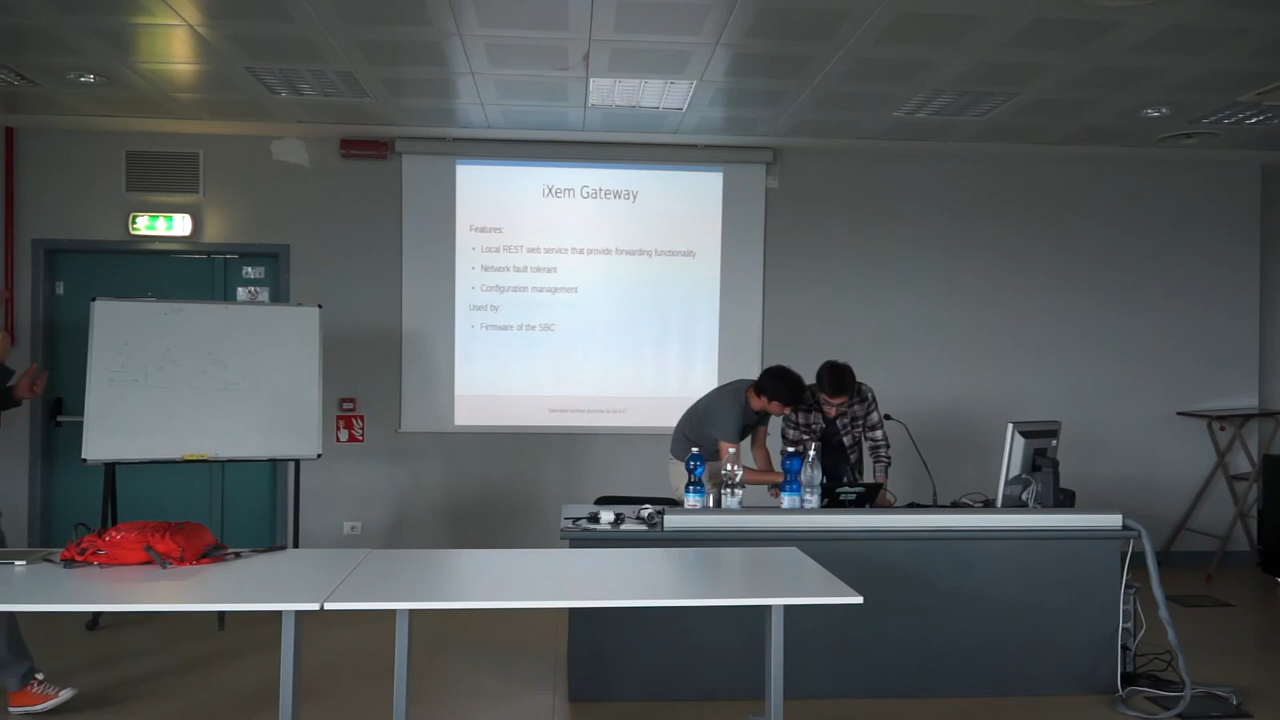 iXem Gateway
Features:
• Local REST web service that provide forwarding functionality
• Network fault tolerant
• Configuration management
Used by:
• Firmware of the SBC